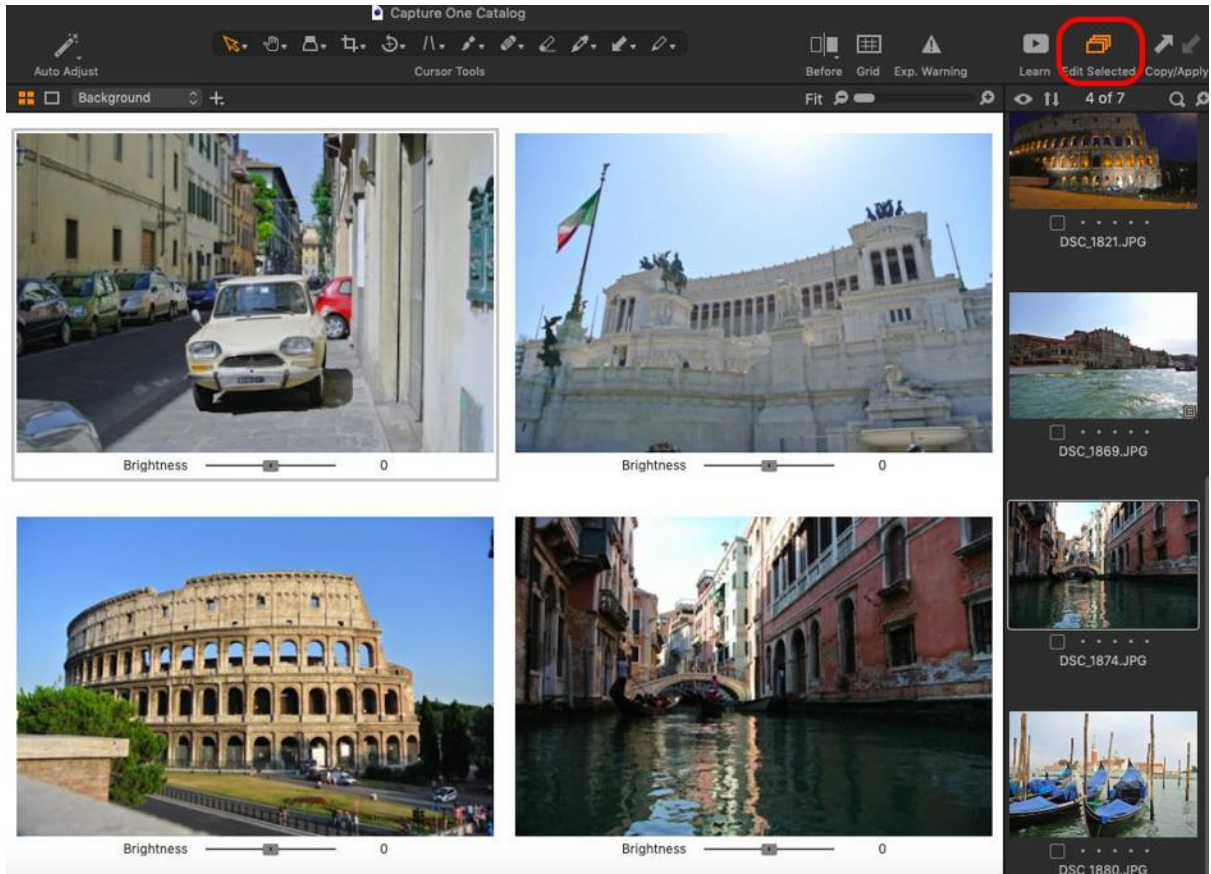 Capture One Catalog
Auto Adjust
Cursor Tools
Before
Grid
Exp. Warning
Learn
Edit Selected
Copy/Apply
Background
Fit
4 of 7
DSC_1821.JPG
Brightness 0
Brightness 0
DSC_1869.JPG
DSC_1874.JPG
Brightness 0
Brightness 0
DSC_1880.JPG